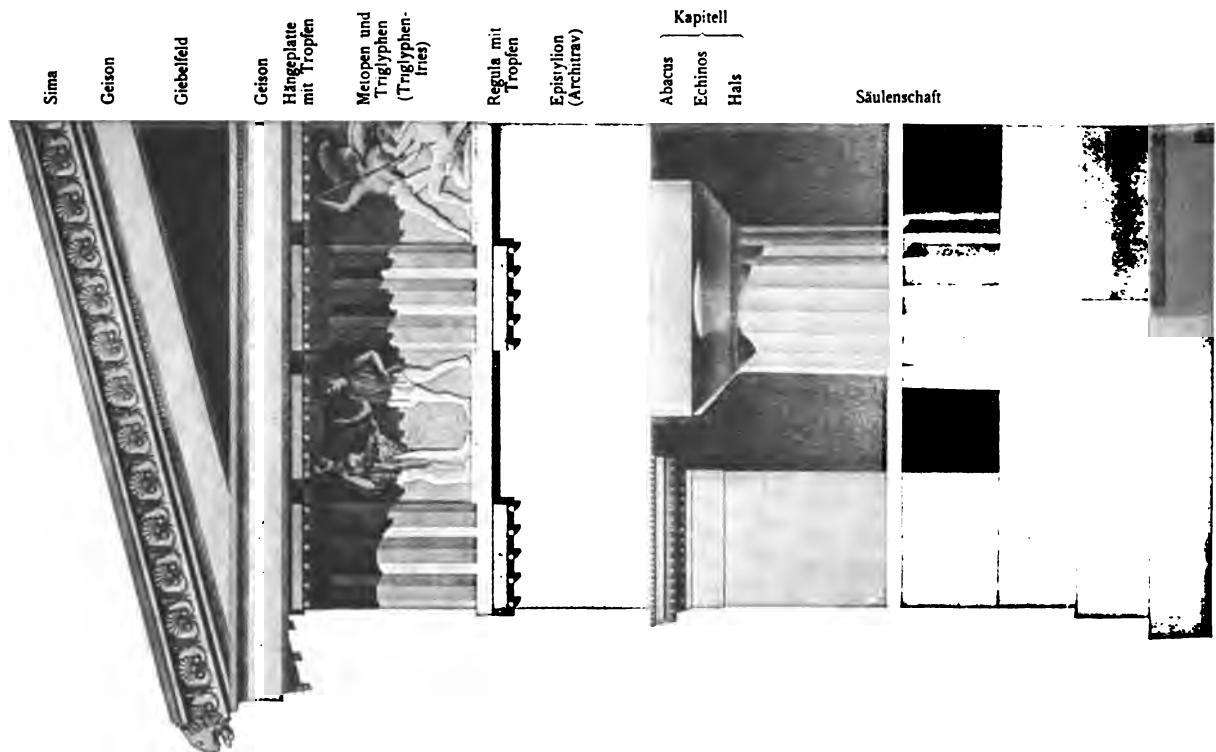 Sima
Geison
Giebelfeld
Geison
Hängeplatte
mit Tropfen
Metopen und
Triglyphen
(Triglyphen-
fries)
Regula mit
Tropfen
Epistylion
(Architrav)
Kapitell
Abacus
Echinos
Hals
Säulenschaft